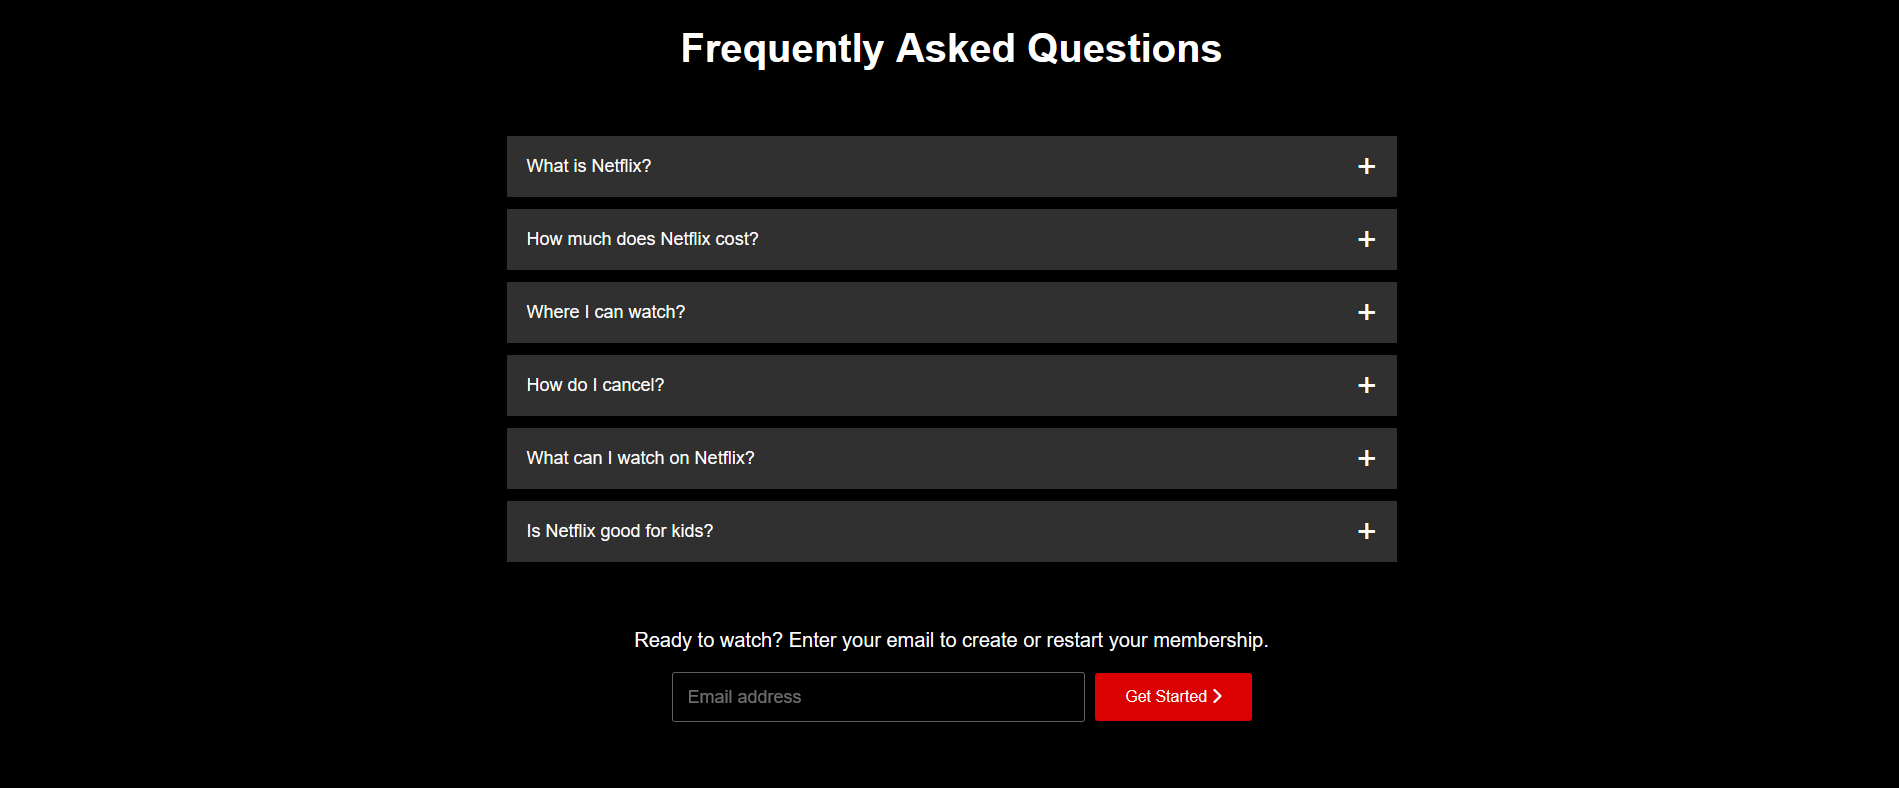 Frequently Asked Questions
What is Netflix?
How much does Netflix cost?
Where I can watch?
How do I cancel?
What can I watch on Netflix?
Is Netflix good for kids?
Ready to watch? Enter your email to create or restart your membership.
Email address
Get Started